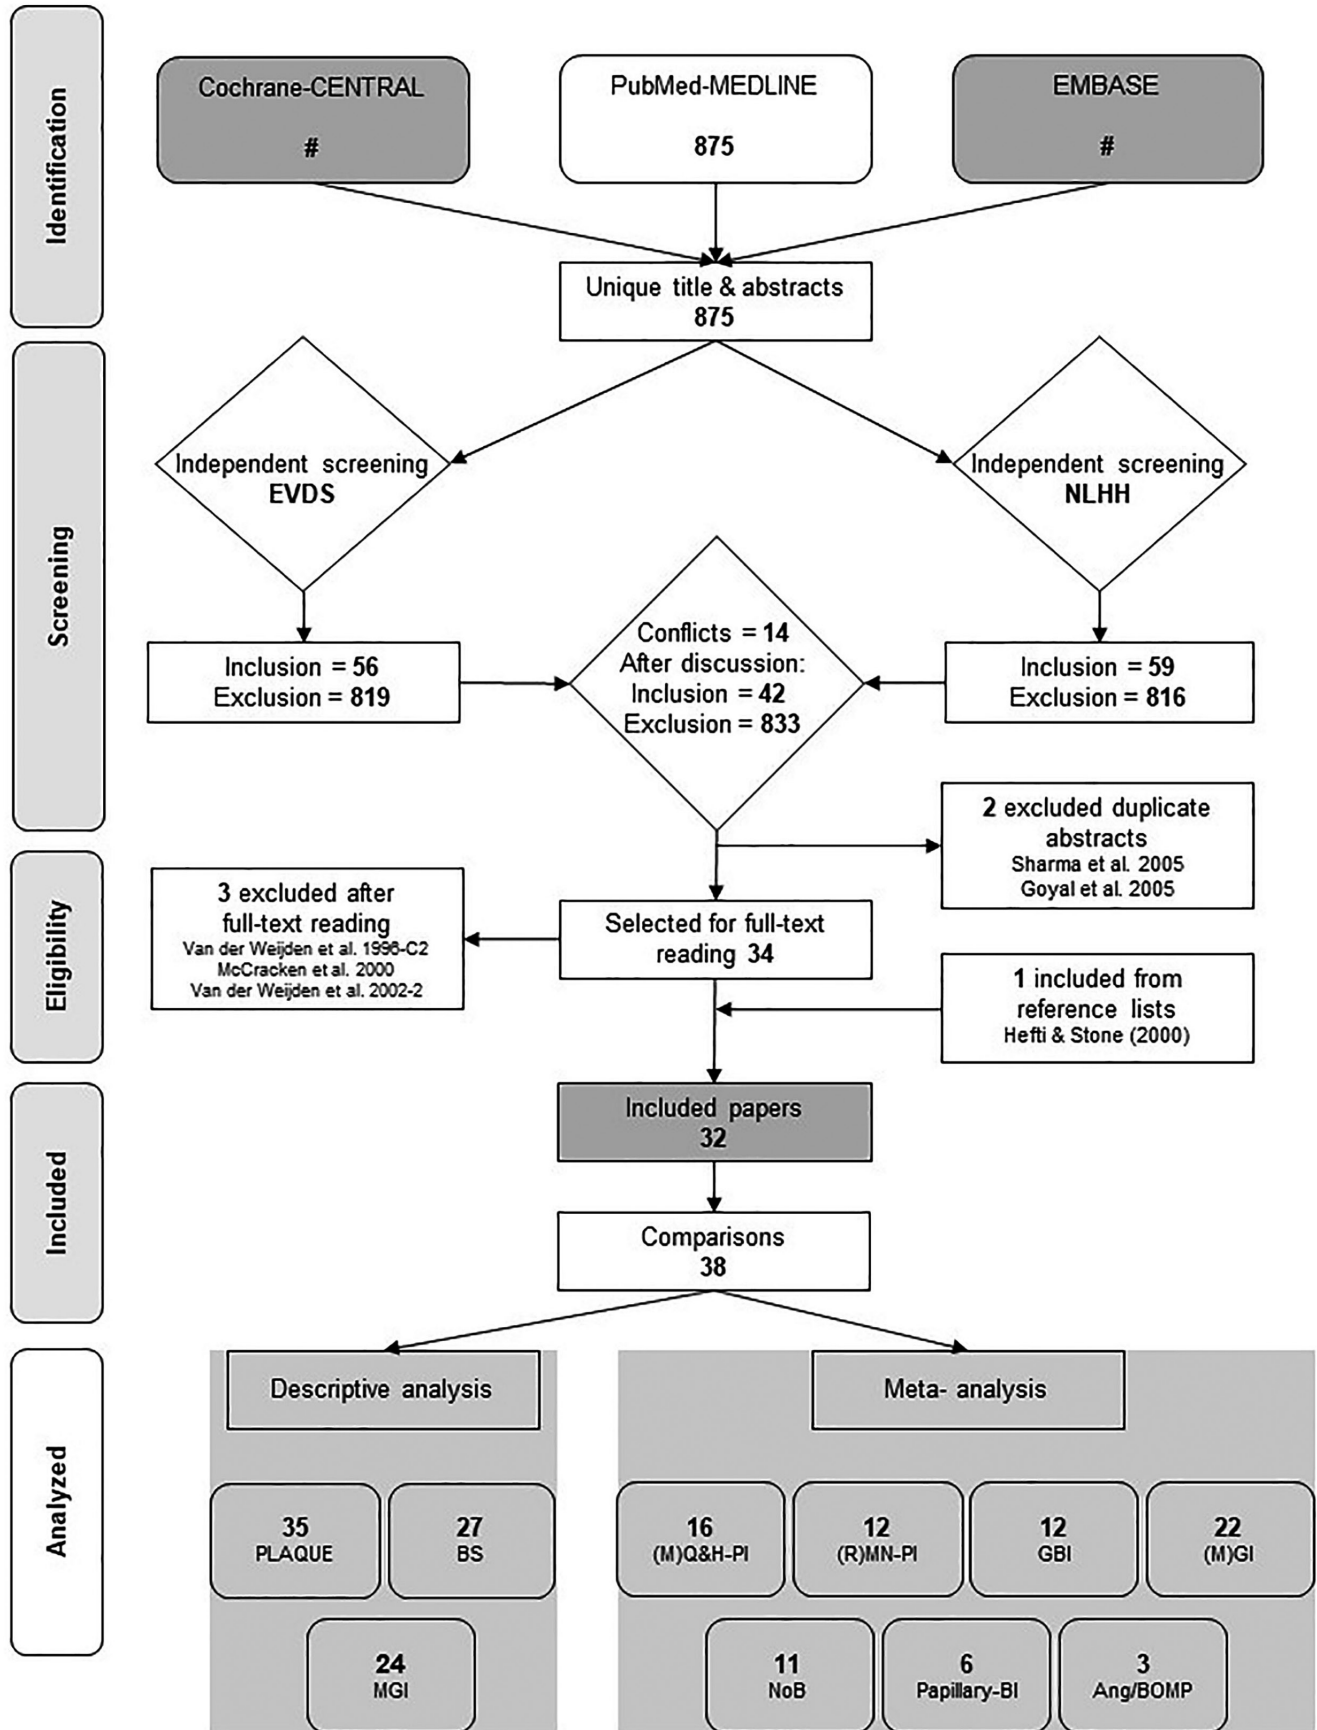 Identification
Cochrane-CENTRAL
#
PubMed-MEDLINE
875
EMBASE
#
Unique title & abstracts
875
Screening
Independent screening
EVDS
Independent screening
NLHH
Inclusion = 56
Exclusion = 819
Conflicts = 14
After discussion:
Inclusion = 42
Exclusion = 833
Inclusion = 59
Exclusion = 816
2 excluded duplicate
abstracts
Sharma et al. 2005
Goyal et al. 2005
Eligibility
3 excluded after
full-text reading
Van der Weijden et al. 1996-C2
McCracken et al. 2000
Van der Weijden et al. 2002-2
Selected for full-text
reading 34
1 included from
reference lists
Hefti & Stone (2000)
Included
Included papers
32
Comparisons
38
Analyzed
Descriptive analysis
35
PLAQUE
27
BS
24
MGI
Meta- analysis
16
(M)Q&H-PI
12
(R)MN-PI
12
GBI
22
(M)GI
11
NoB
6
Papillary-BI
3
Ang/BOMP